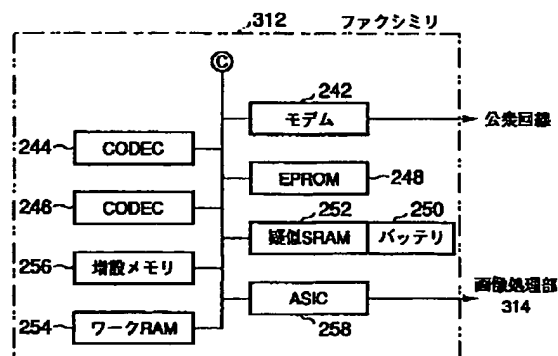 312 ファクシミリ
C
242
モデム
公衆回線
244 CODEC
EPROM 248
246 CODEC
252 250
疑似SRAM バッテリ
256 増設メモリ
画像処理部
314
ASIC
258
254 ワークRAM